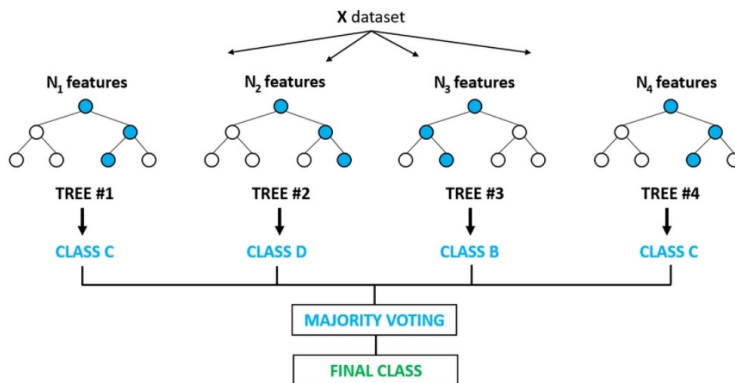 X dataset
N1 features N2 features N3 features N4 features
TREE #1 TREE #2 TREE #3 TREE #4
CLASS C CLASS D CLASS B CLASS C
MAJORITY VOTING
FINAL CLASS